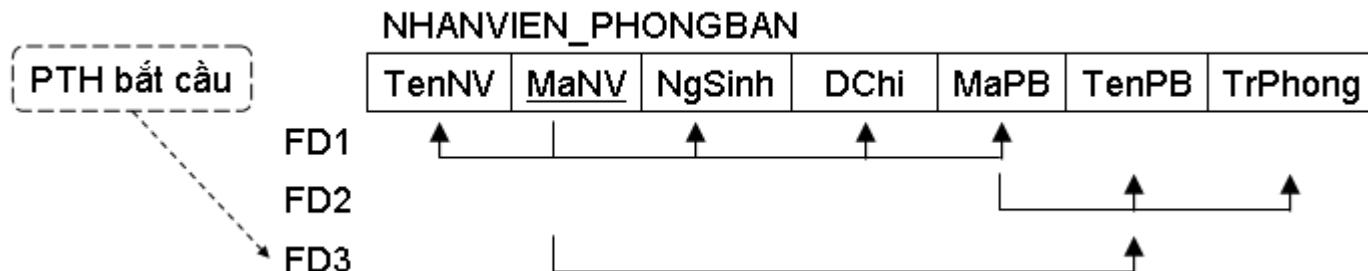 NHANVIEN_PHONGBAN
PTH bắt cầu
TenNV MaNV NgSinh DChi MaPB TenPB TrPhong
FD1
FD2
FD3